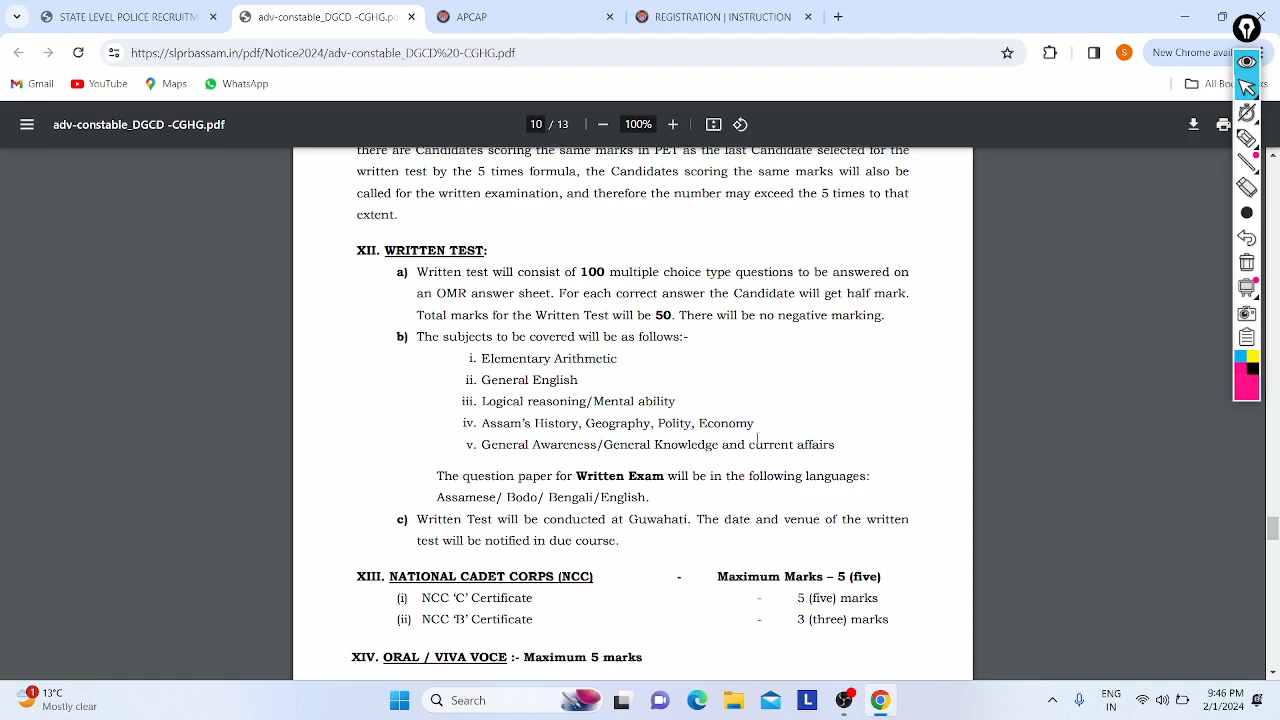 STATE LEVEL POLICE RECRUITM
adv-constable_DGCD -CGHG.pc
APCAP
REGISTRATION | INSTRUCTION
https://slprbassam.in/pdf/Notice2024/adv-constable_DGCD%20-CGHG.pdf
S
New Chrome avail
Gmail
YouTube
Maps
WhatsApp
All Bo
adv-constable_DGCD -CGHG.pdf
10 / 13
100%
there are Candidates scoring the same marks in PET as the last Candidate selected for the
written test by the 5 times formula, the Candidates scoring the same marks will also be
called for the written examination, and therefore the number may exceed the 5 times to that
extent.
XII. WRITTEN TEST:
a) Written test will consist of 100 multiple choice type questions to be answered on
an OMR answer sheet. For each correct answer the Candidate will get half mark.
Total marks for the Written Test will be 50. There will be no negative marking.
b) The subjects to be covered will be as follows:-
i. Elementary Arithmetic
ii. General English
iii. Logical reasoning/Mental ability
iv. Assam's History, Geography, Polity, Economy
v. General Awareness/General Knowledge and current affairs
The question paper for Written Exam will be in the following languages:
Assamese/ Bodo/ Bengali/English.
c) Written Test will be conducted at Guwahati. The date and venue of the written
test will be notified in due course.
XIII. NATIONAL CADET CORPS (NCC) - Maximum Marks – 5 (five)
(i) NCC 'C' Certificate - 5 (five) marks
(ii) NCC 'B' Certificate - 3 (three) marks
XIV. ORAL / VIVA VOCE :- Maximum 5 marks
1
13°C
Mostly clear
Search
L
ENG
IN
9:46 PM
2/1/2024